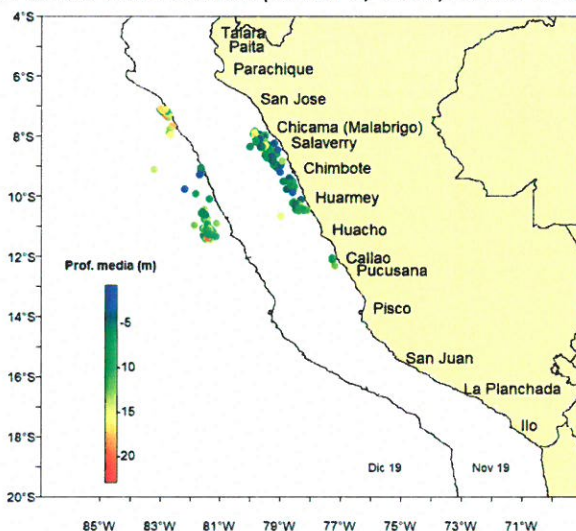 4°S
Talara
Paita
6°S
Parachique
San Jose
8°S
Chicama (Malabrigo)
Salaverry
Chimbote
10°S
Huarmey
Huacho
12°S
Callao
Prof. media (m)
Pucusana
-5
14°S
Pisco
-10
San Juan
16°S
-15
La Planchada
Ilo
18°S
-20
Dic 19
Nov 19
20°S
85°W 83°W 81°W 79°W 77°W 75°W 73°W 71°W